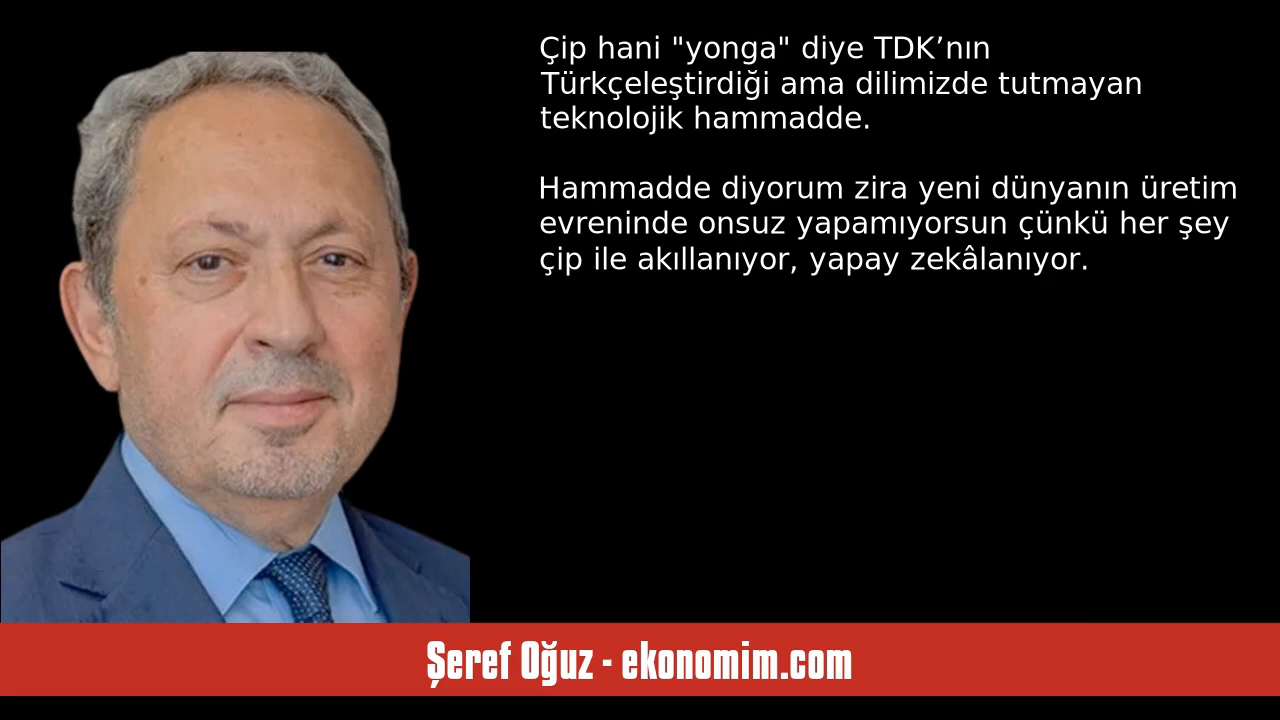 Çip hani "yonga" diye TDK’nın
Türkçeleştirdiği ama dilimizde tutmayan
teknolojik hammadde.
Hammadde diyorum zira yeni dünyanın üretim
evreninde onsuz yapamıyorsun çünkü her şey
çip ile akıllanıyor, yapay zekâlanıyor.
Şeref Oğuz - ekonomim.com